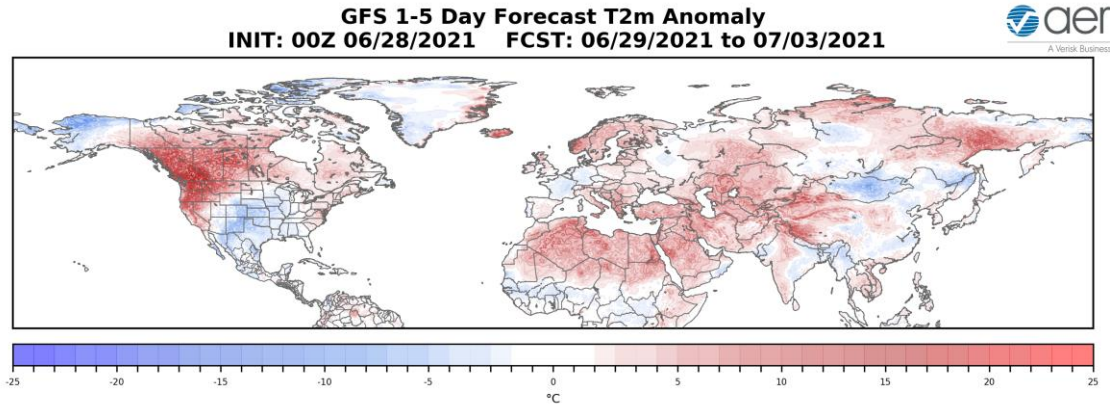 GFS 1-5 Day Forecast T2m Anomaly
INIT: 00Z 06/28/2021 FCST: 06/29/2021 to 07/03/2021
aer
A Verisk Business
-25 -20 -15 -10 -5 0 5 10 15 20 25
°C